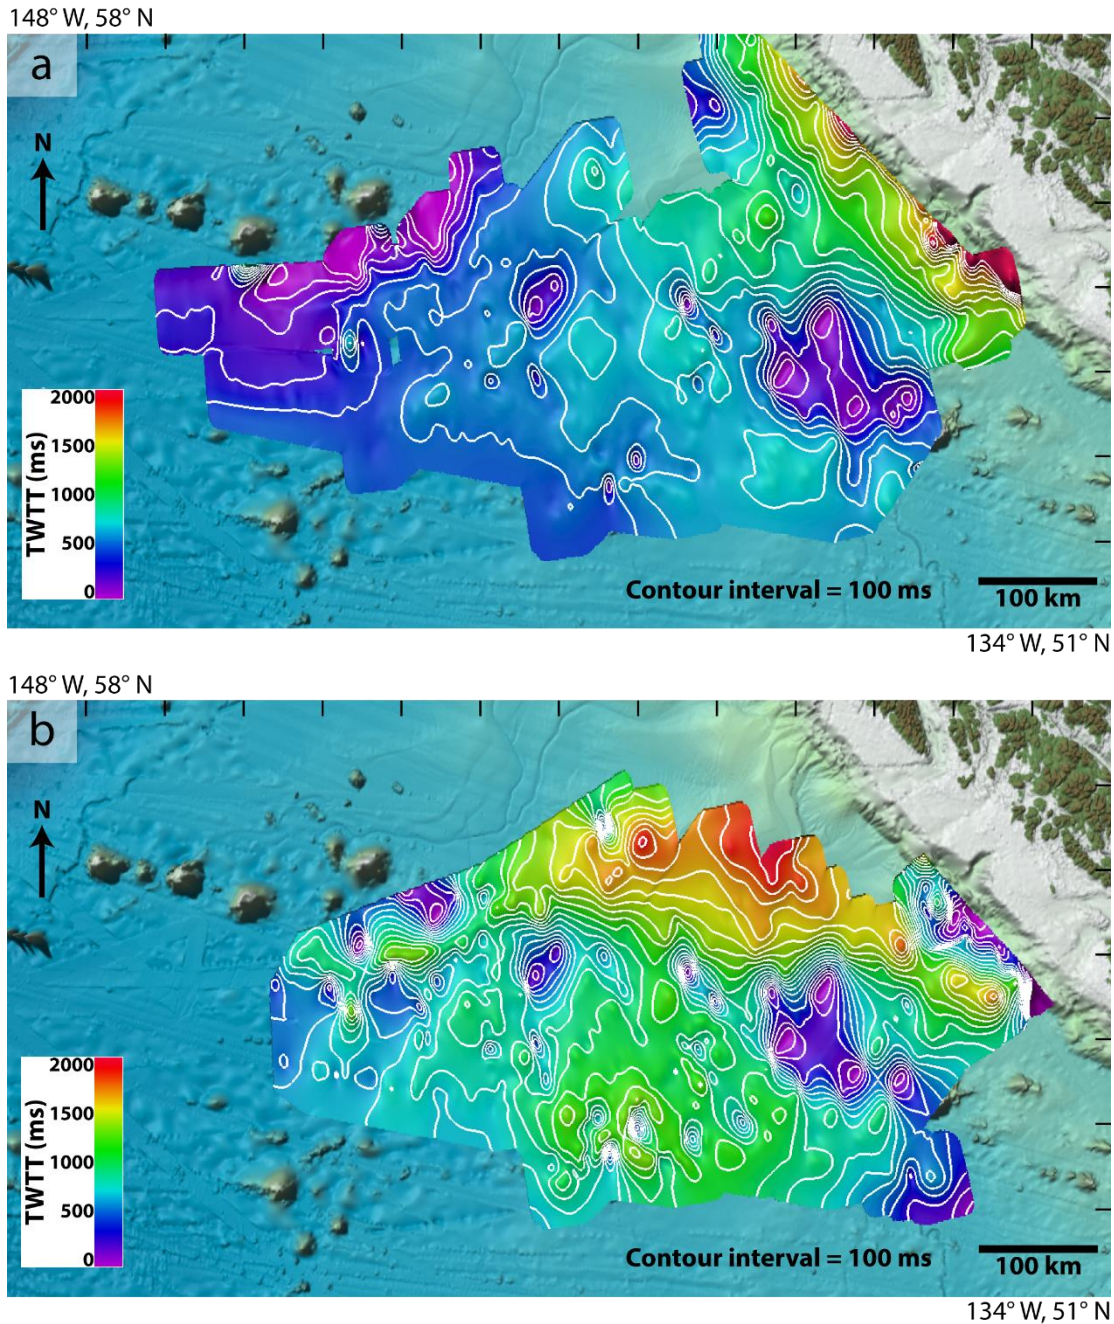 148° W, 58° N
a
N
2000
1500
1000
500
0
TWTT (ms)
Contour interval = 100 ms
100 km
134° W, 51° N
148° W, 58° N
b
N
2000
1500
1000
500
0
TWTT (ms)
Contour interval = 100 ms
100 km
134° W, 51° N